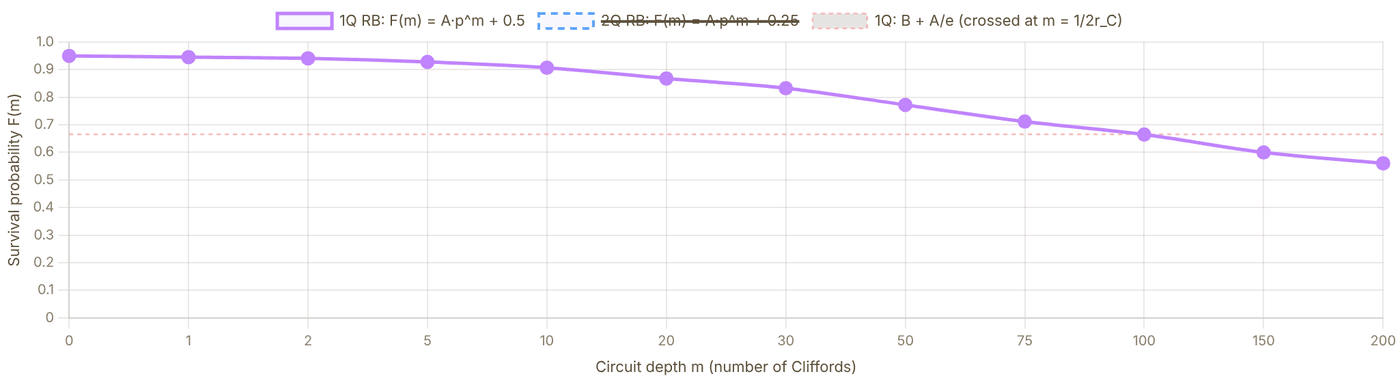 1Q RB: F(m) = A·p^m + 0.5 2Q RB: F(m) = A·p^m + 0.25 1Q: B + A/e (crossed at m = 1/2r_C)
Survival probability F(m)
1.0
0.9
0.8
0.7
0.6
0.5
0.4
0.3
0.2
0.1
0
0 1 2 5 10 20 30 50 75 100 150 200
Circuit depth m (number of Cliffords)